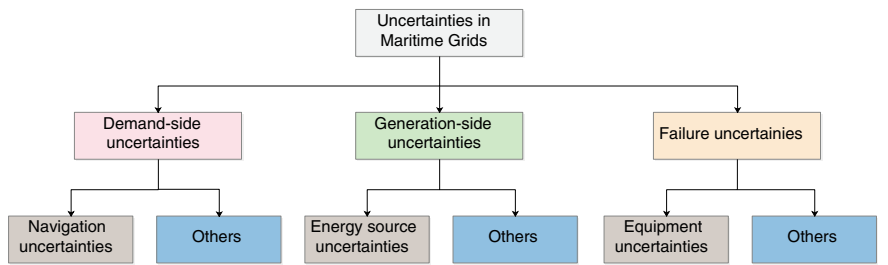 Uncertainties in
Maritime Grids
Demand-side
uncertainties
Generation-side
uncertainties
Failure uncertainies
Navigation
uncertainties
Others
Energy source
uncertainties
Others
Equipment
uncertainties
Others